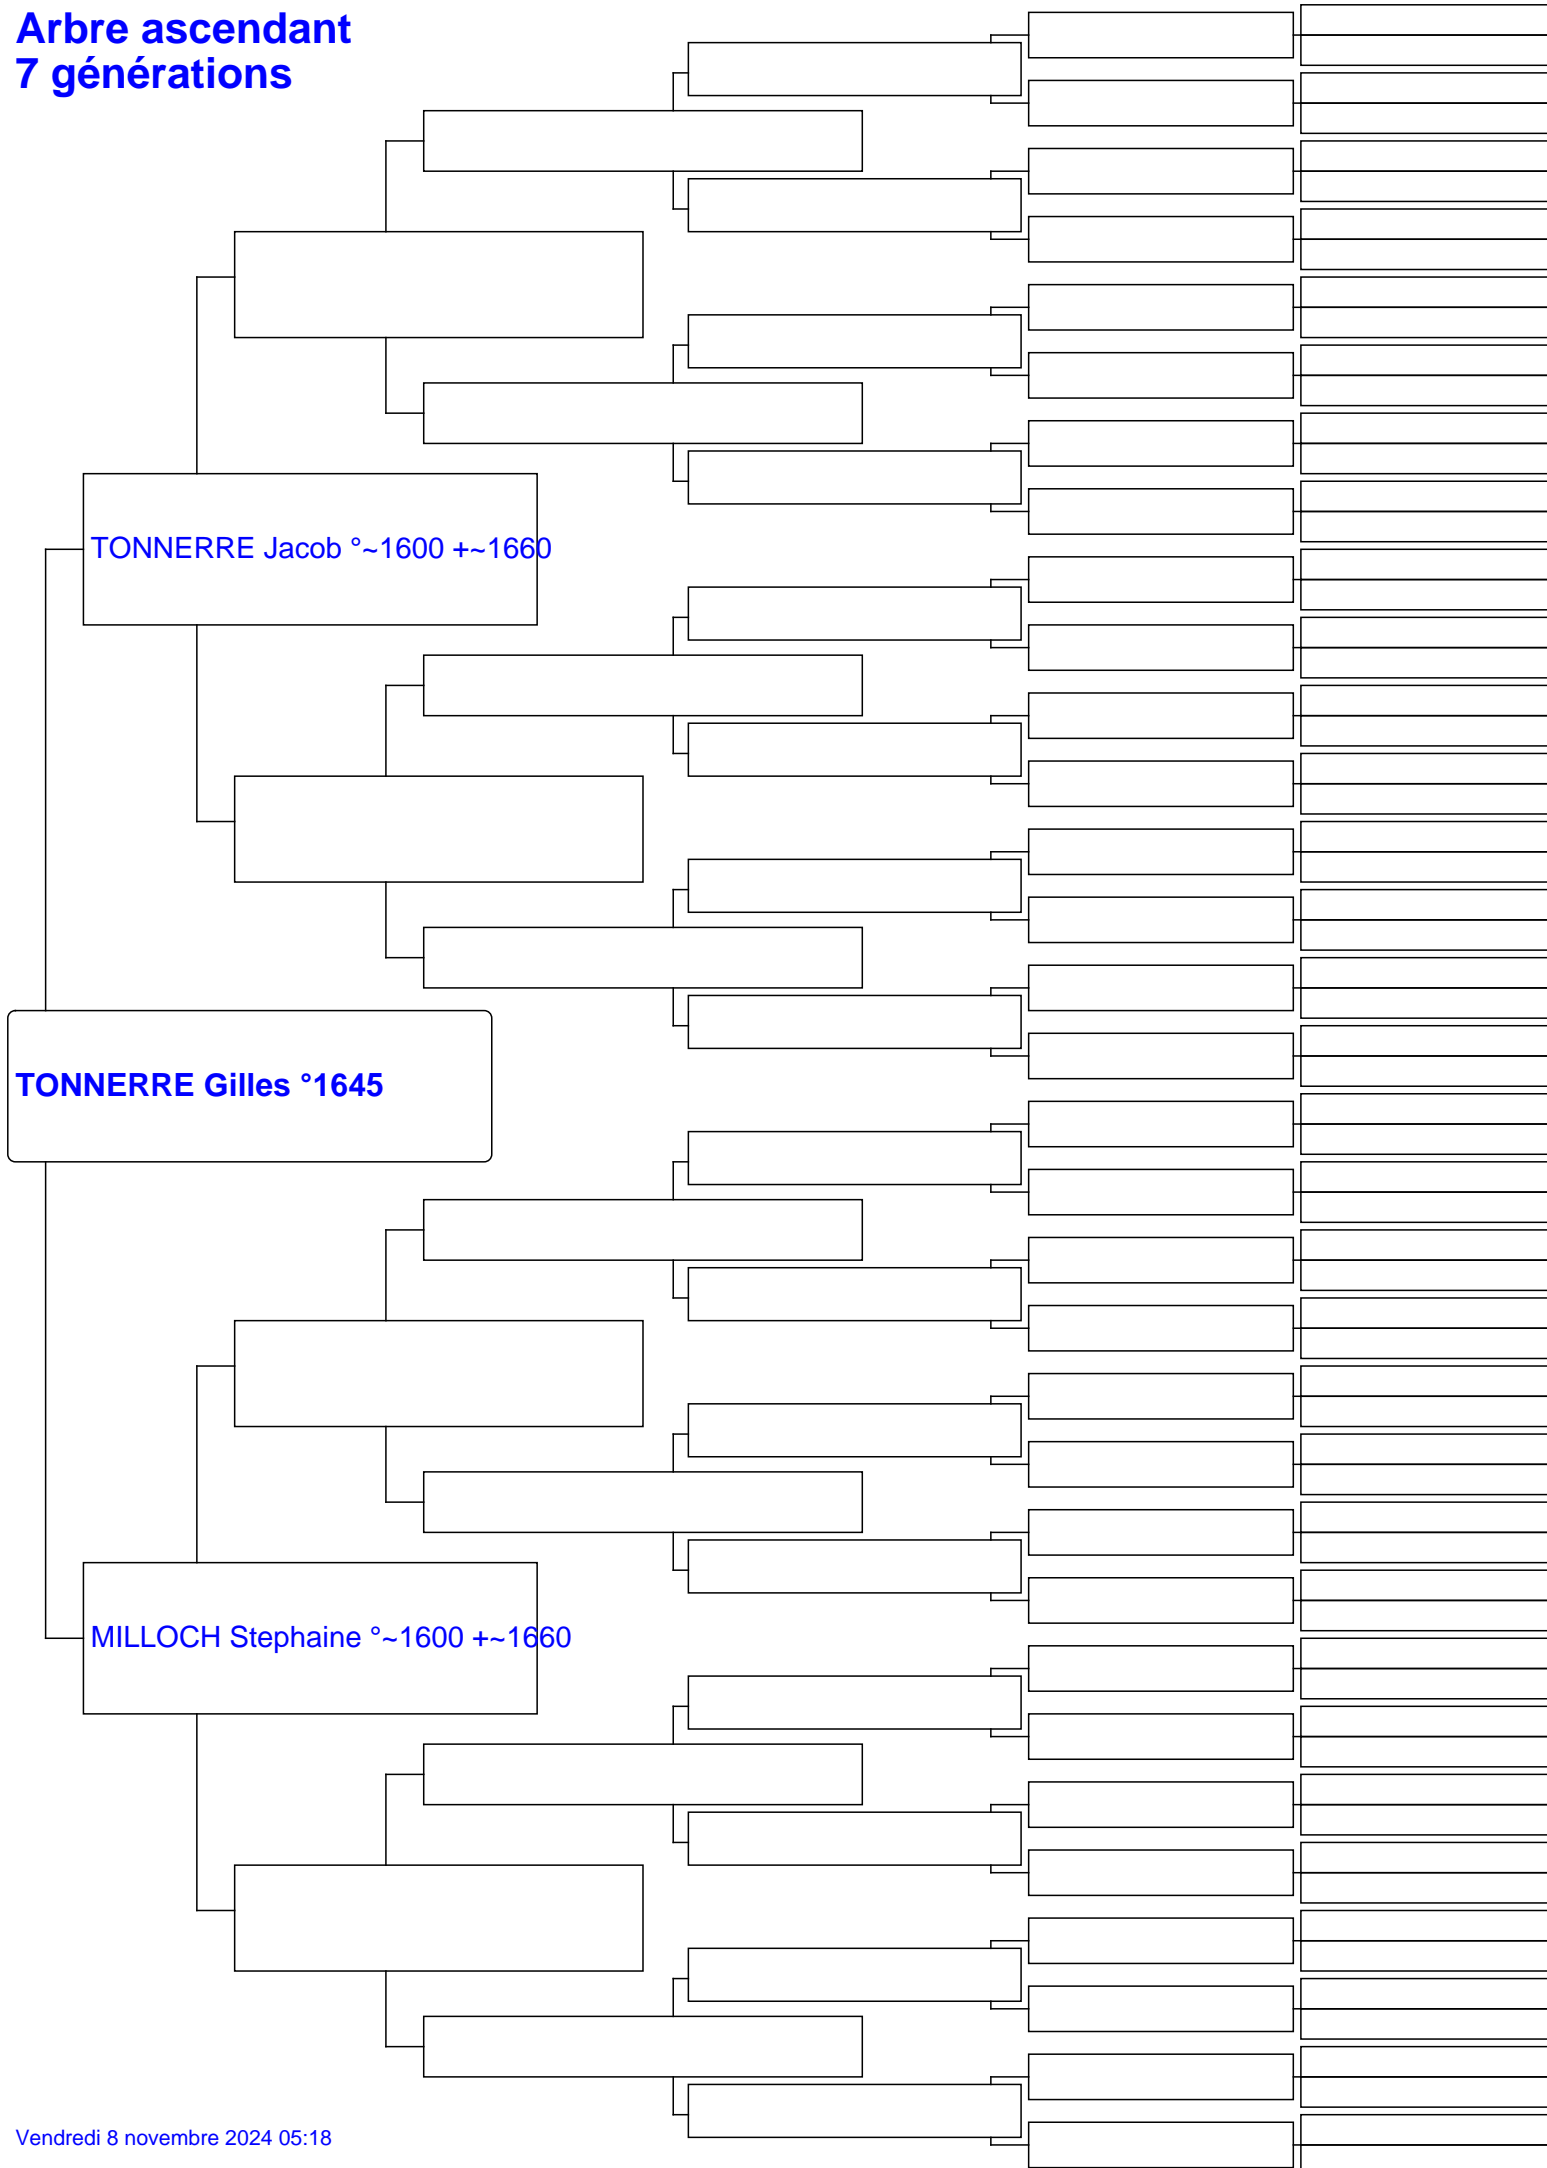 Arbre ascendant
7 générations
TONNERRE Jacob °~1600 +~1660
TONNERRE Gilles °1645
MILLOCH Stephaine °~1600 +~1660
Vendredi 8 novembre 2024 05:18